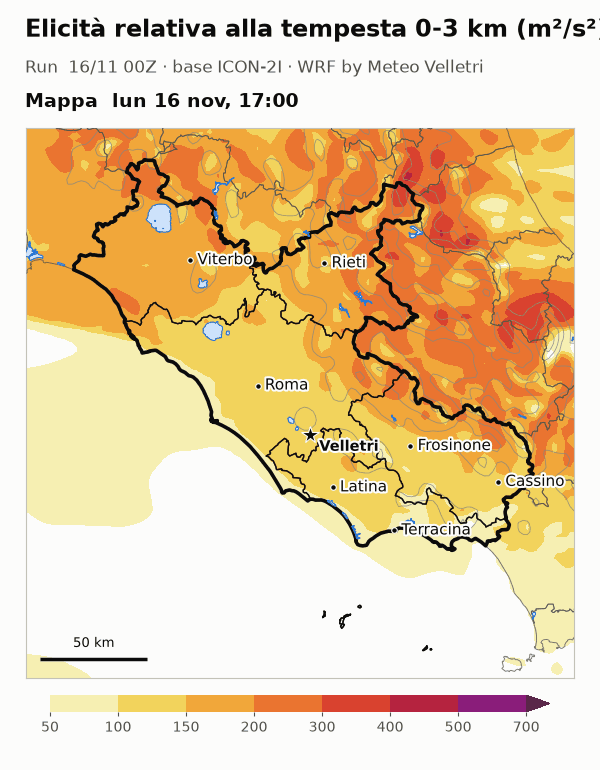 Elicità relativa alla tempesta 0-3 km (m²/s²)
Run 16/11 00Z · base ICON-2I · WRF by Meteo Velletri
Mappa lun 16 nov, 17:00
Viterbo
Rieti
Roma
Velletri
Frosinone
Latina
Cassino
Terracina
50 km
50 100 150 200 300 400 500 700